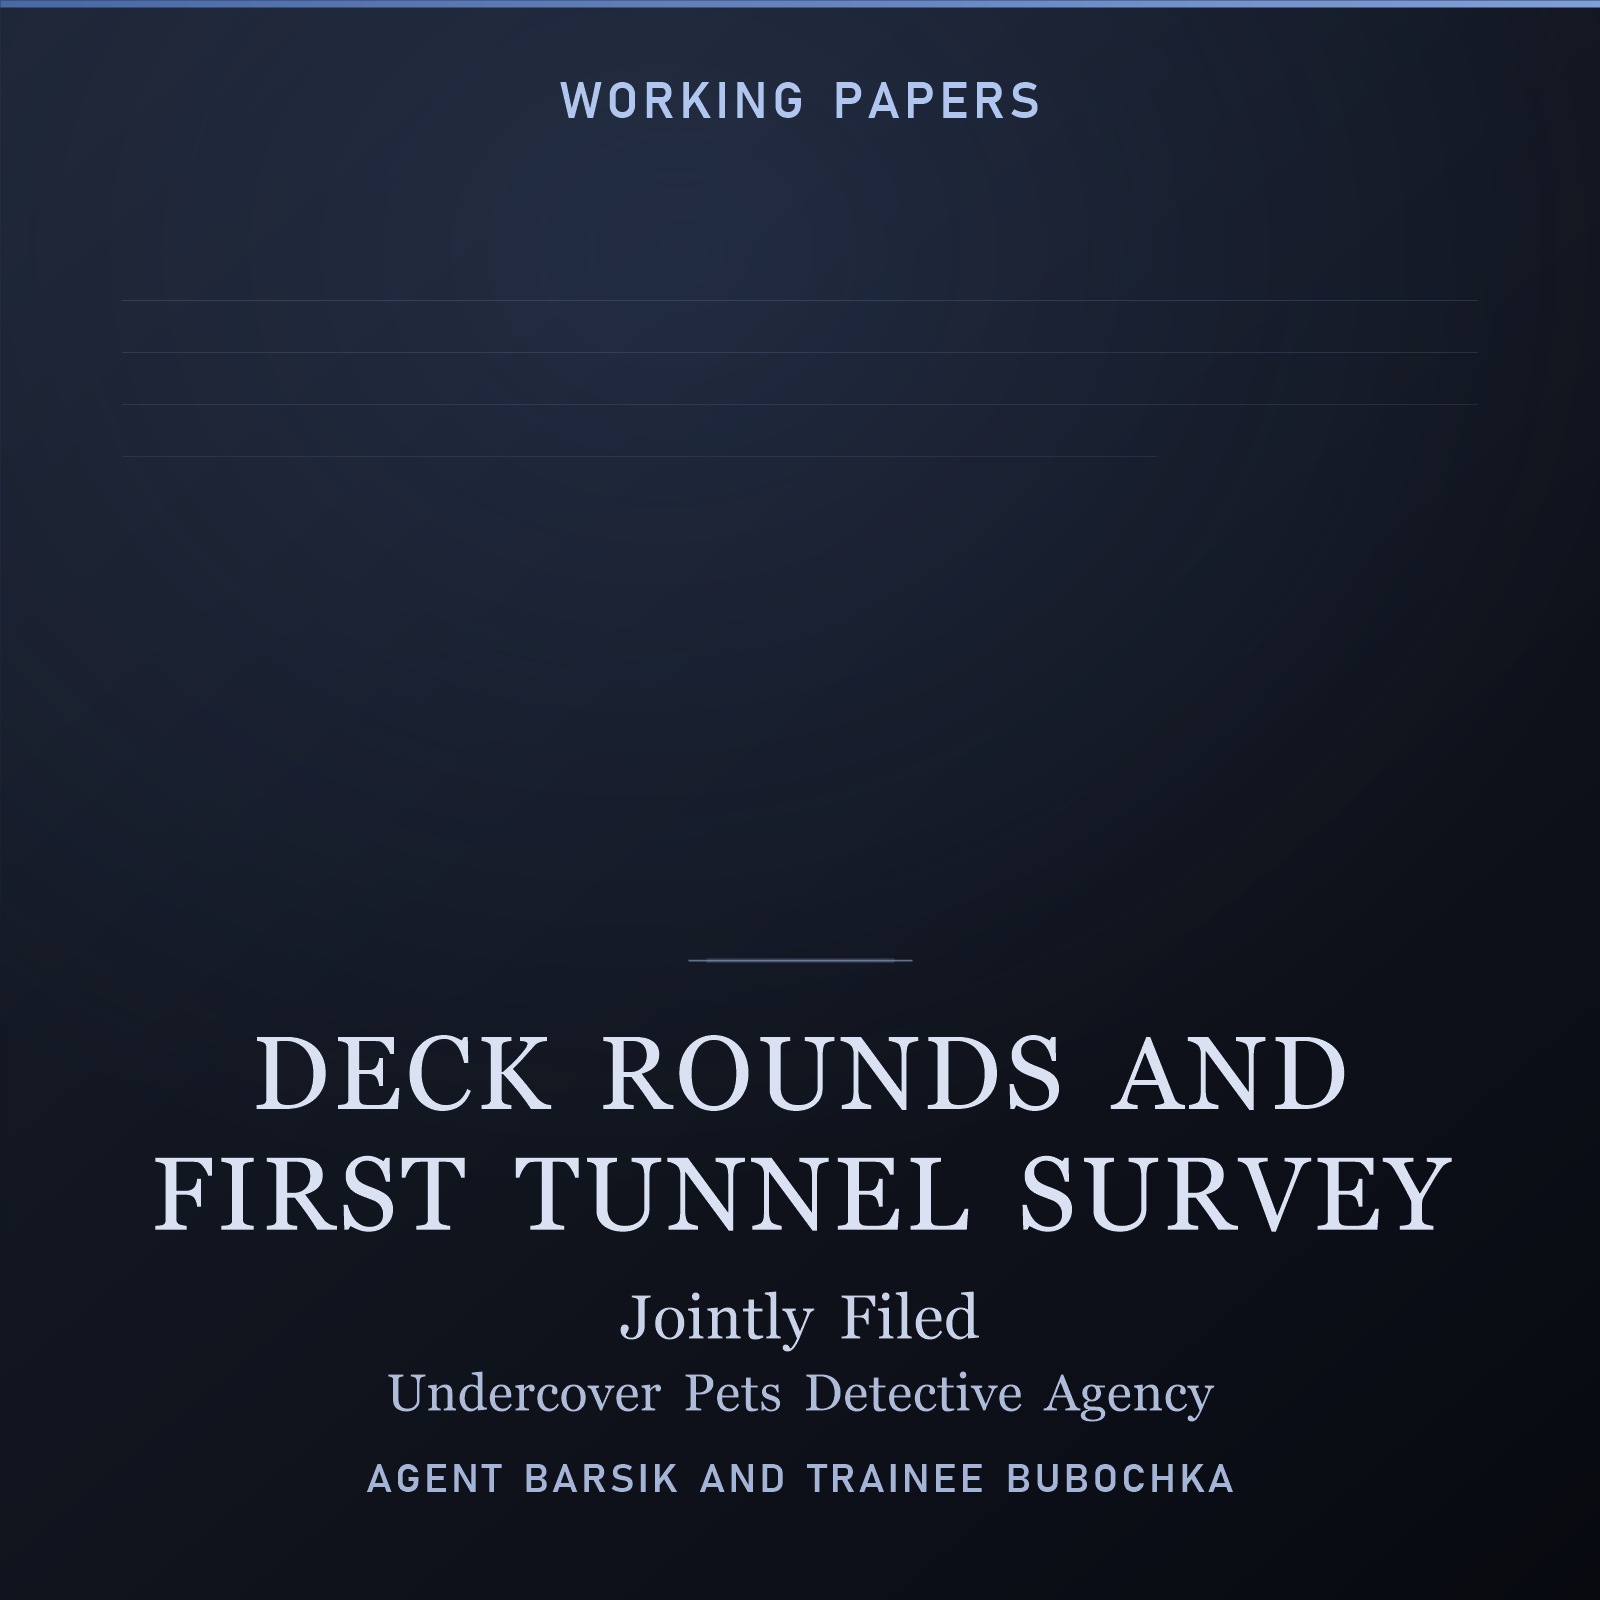 WORKING PAPERS
DECK ROUNDS AND
FIRST TUNNEL SURVEY
Jointly Filed
Undercover Pets Detective Agency
AGENT BARSIK AND TRAINEE BUBOCHKA